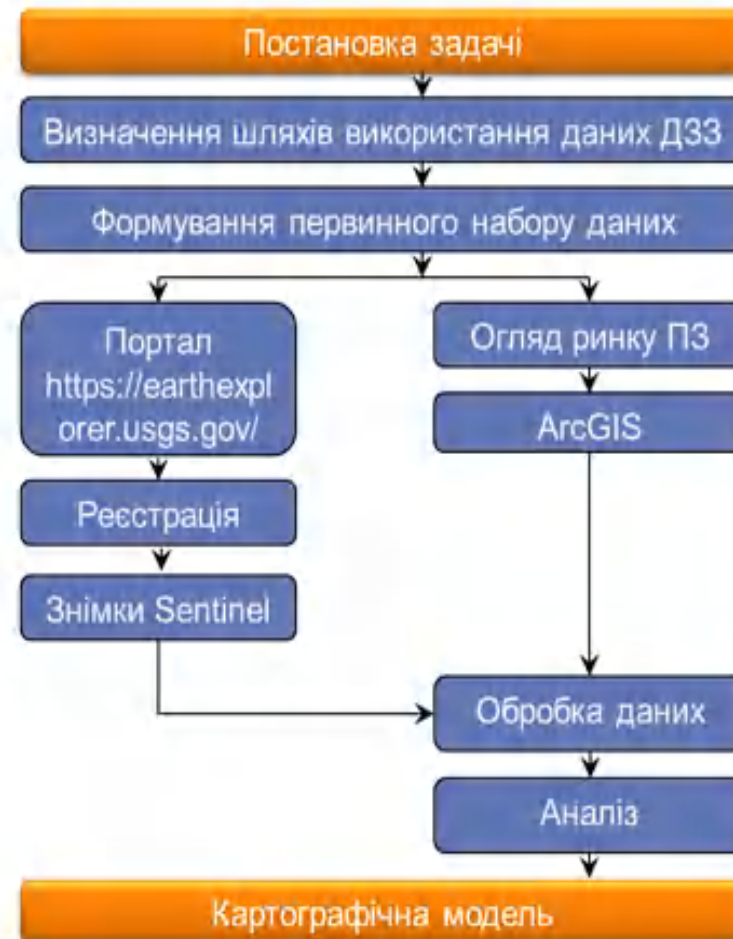 Постановка задачі
Визначення шляхів використання даних ДЗЗ
Формування первинного набору даних
Портал
https://earthexpl
orer.usgs.gov/
Реєстрація
Знімки Sentinel
Огляд ринку ПЗ
ArcGIS
Обробка даних
Аналіз
Картографічна модель